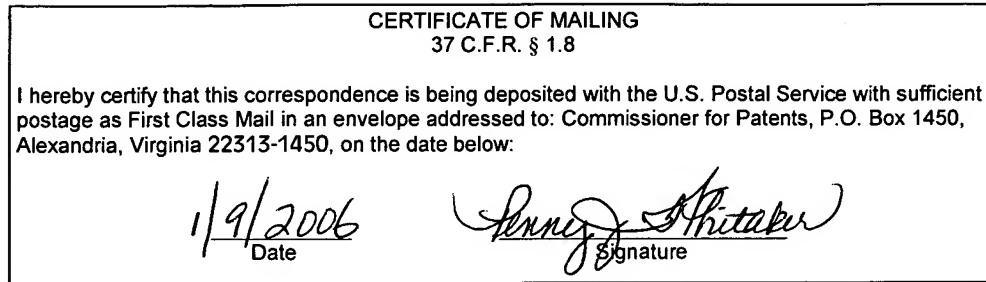 CERTIFICATE OF MAILING
37 C.F.R. § 1.8
I hereby certify that this correspondence is being deposited with the U.S. Postal Service with sufficient
postage as First Class Mail in an envelope addressed to: Commissioner for Patents, P.O. Box 1450,
Alexandria, Virginia 22313-1450, on the date below:
1/9/2006 Penny J Whitaker
Date Signature